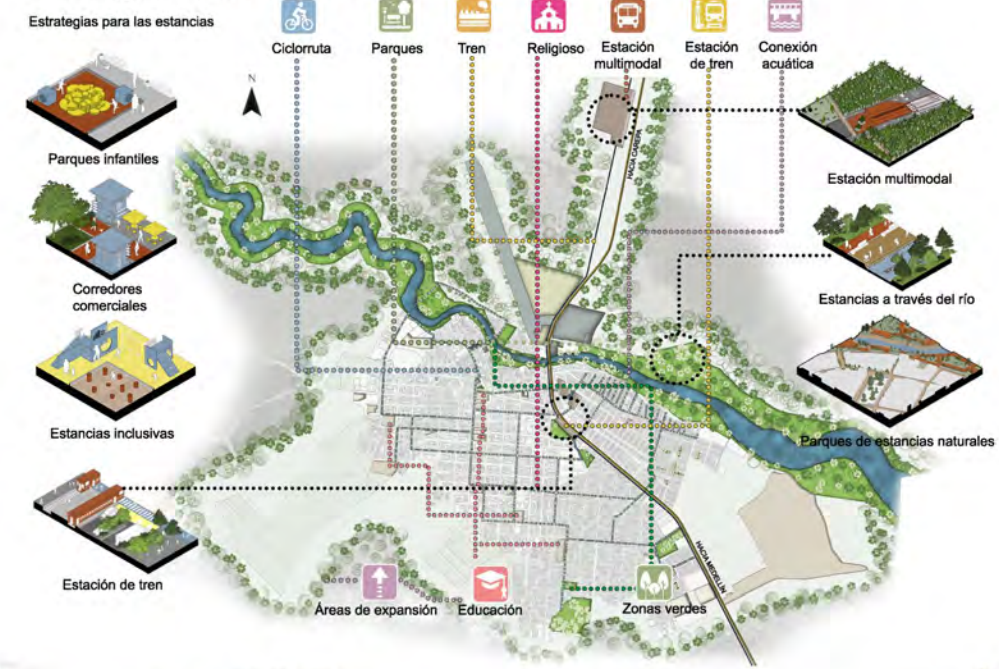 Estrategias para las estancias
Ciclorruta
Parques
Tren
Religioso
Estación
multimodal
Estación
de tren
Conexión
acuática
N
Parques infantiles
Corredores
comerciales
Estancias inclusivas
Estación de tren
HACIA CAREPA
Estación multimodal
Estancias a través del río
Parques de estancias naturales
HACIA MEDELLÍN
Áreas de expansión
Educación
Zonas verdes